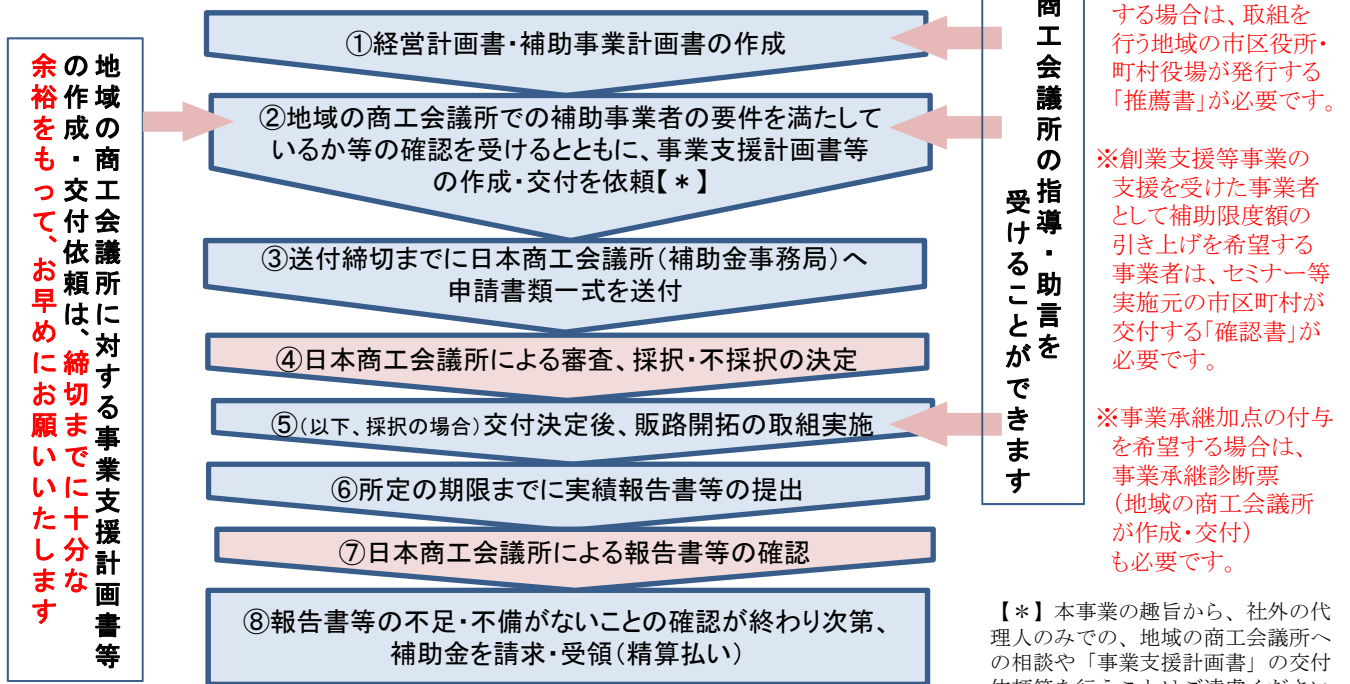 地域の商工会議所に対する事業支援計画書等
の作成・交付依頼は、締切までに十分な
余裕をもって、お早めにお願いいたします
①経営計画書・補助事業計画書の作成
②地域の商工会議所での補助事業者の要件を満たして
いるか等の確認を受けるとともに、事業支援計画書等
の作成・交付を依頼【＊】
③送付締切までに日本商工会議所（補助金事務局）へ
申請書類一式を送付
④日本商工会議所による審査、採択・不採択の決定
⑤（以下、採択の場合）交付決定後、販路開拓の取組実施
⑥所定の期限までに実績報告書等の提出
⑦日本商工会議所による報告書等の確認
⑧報告書等の不足・不備がないことの確認が終わり次第、
補助金を請求・受領（精算払い）
商工会議所の指導・助言を
受けることができます
する場合は、取組を
行う地域の市区役所・
町村役場が発行する
「推薦書」が必要です。
※創業支援等事業の
支援を受けた事業者
として補助限度額の
引き上げを希望する
事業者は、セミナー等
実施元の市区町村が
交付する「確認書」が
必要です。
※事業承継加点の付与
を希望する場合は、
事業承継診断票
（地域の商工会議所
が作成・交付）
も必要です。
【＊】本事業の趣旨から、社外の代
理人のみでの、地域の商工会議所へ
の相談や「事業支援計画書」の交付
依頼等を行うことはご遠慮ください